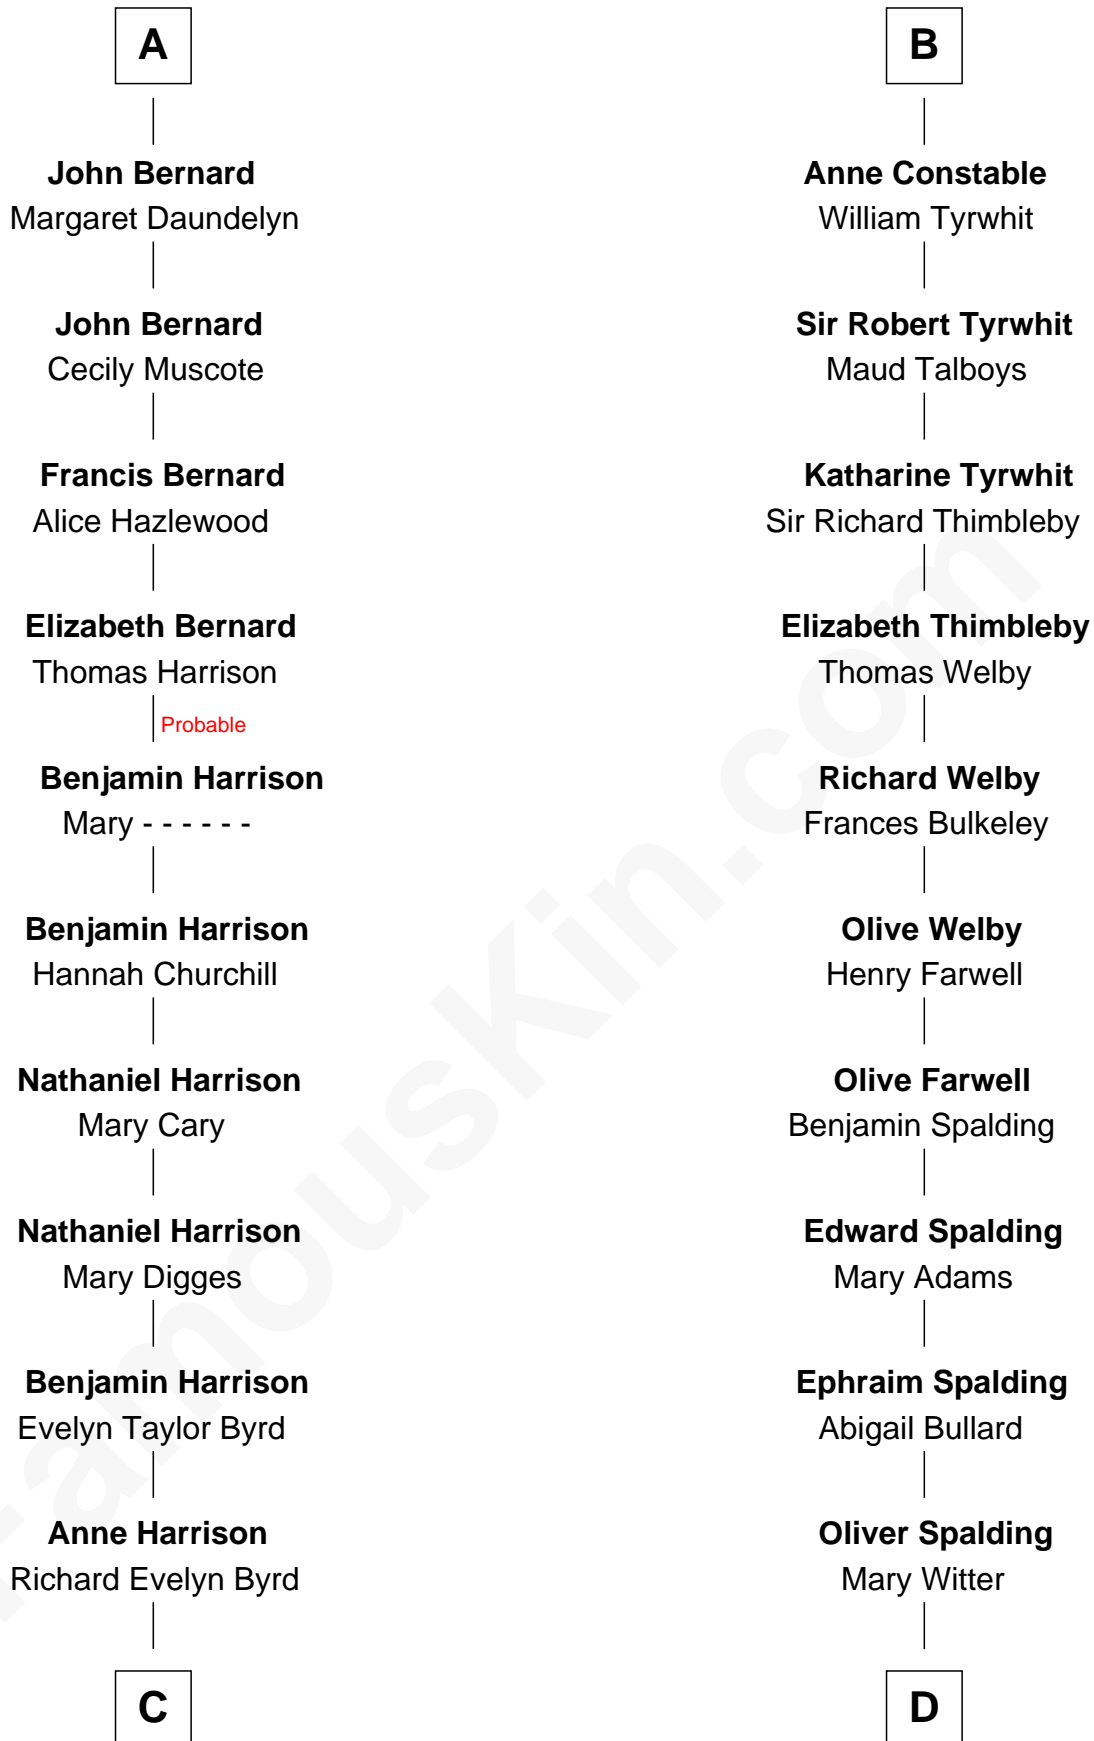 A
John Bernard
Margaret Daundelyn
John Bernard
Cecily Muscote
Francis Bernard
Alice Hazlewood
Elizabeth Bernard
Thomas Harrison
Probable
Benjamin Harrison
Mary - - - - - -
Benjamin Harrison
Hannah Churchill
Nathaniel Harrison
Mary Cary
Nathaniel Harrison
Mary Digges
Benjamin Harrison
Evelyn Taylor Byrd
Anne Harrison
Richard Evelyn Byrd
C
B
Anne Constable
William Tyrwhit
Sir Robert Tyrwhit
Maud Talboys
Katharine Tyrwhit
Sir Richard Thimbleby
Elizabeth Thimbleby
Thomas Welby
Richard Welby
Frances Bulkeley
Olive Welby
Henry Farwell
Olive Farwell
Benjamin Spalding
Edward Spalding
Mary Adams
Ephraim Spalding
Abigail Bullard
Oliver Spalding
Mary Witter
D
FamousKin.com